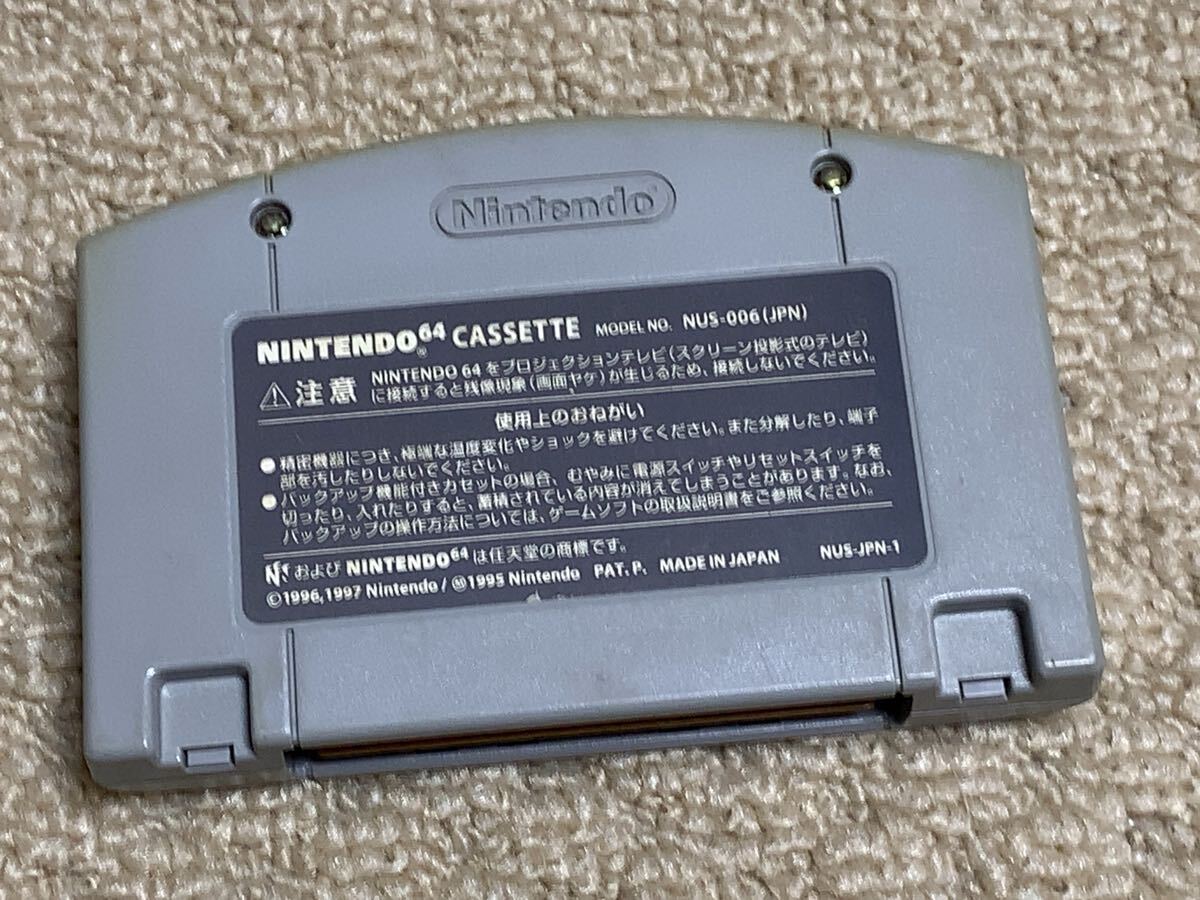 Nintendo®
NINTENDO64® CASSETTE MODEL NO. NUS-006(JPN)
⚠注意 NINTENDO 64をプロジェクションテレビ(スクリーン投影式のテレビ)
に接続すると残像現象(画面ヤケ)が生じるため、接続しないでください。
使用上のおねがい
●精密機器につき、極端な温度変化やショックを避けてください。また分解したり、端子
部を汚したりしないでください。
●バックアップ機能付きカセットの場合、むやみに電源スイッチやリセットスイッチを
切ったり、入れたりすると、蓄積されている内容が消えてしまうことがあります。なお、
バックアップの操作方法については、ゲームソフトの取扱説明書をご参照ください。
および NINTENDO64 は任天堂の商標です。
©1996,1997 Nintendo / Ⓜ1995 Nintendo PAT. P. MADE IN JAPAN NUS-JPN-1